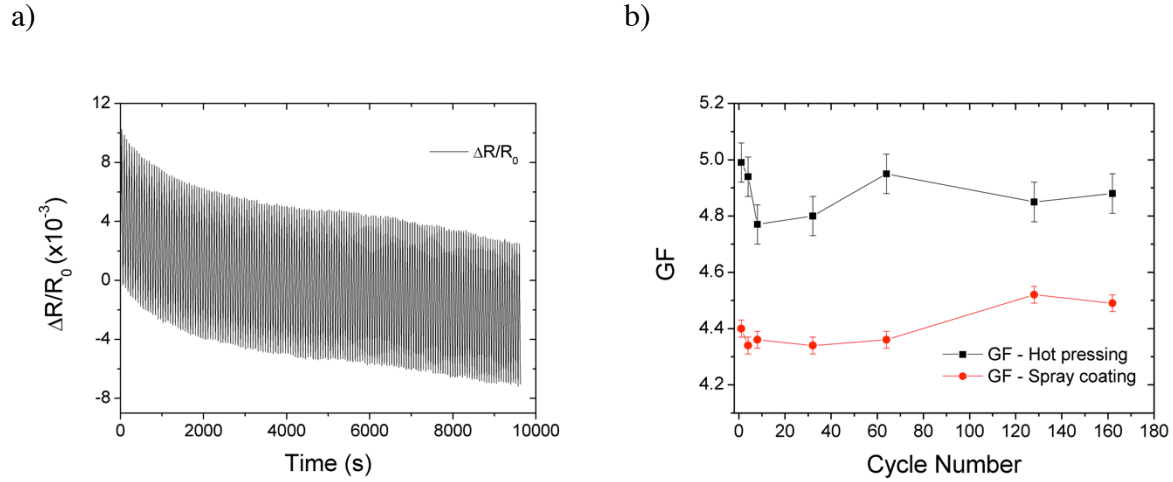 a)
b)
12
8
4
0
-4
-8
ΔR/R₀ (x10⁻³)
ΔR/R₀
0 2000 4000 6000 8000 10000
Time (s)
5.2
5.0
4.8
4.6
4.4
4.2
GF
GF - Hot pressing
GF - Spray coating
0 20 40 60 80 100 120 140 160 180
Cycle Number